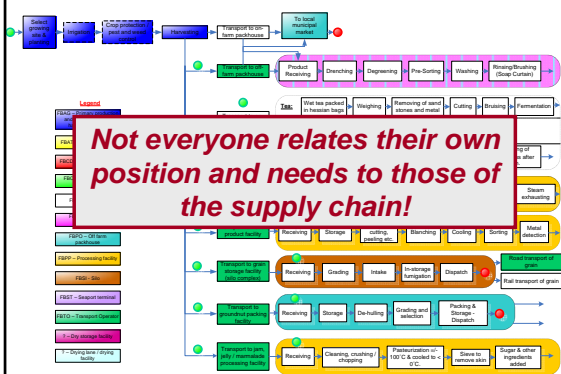 Select
growing
site &
planting
Irrigation
Crop protection
pest and weed
control
Harvesting
Transport to on-
farm packhouse
To local
municipal
market
Transport to off-
farm packhouse
Product
Receiving
Drenching
Degreening
Pre-Sorting
Washing
Rinsing/Brushing
(Soap Curtain)
Legend
Tea:
Wet tea packed
in hessian bags
Weighing
Removing of sand
stones and metal
Cutting
Bruising
Fermentation
Not everyone relates their own
position and needs to those of
the supply chain!
Steam
exhausting
product facility
Receiving
Storage
cutting,
peeling etc.
Blanching
Cooling
Sorting
Metal
detection
FBPO – Off farm
packhouse
FBPP – Processing facility
FBSI - Silo
FBST – Seaport terminal
FBTO – Transport Operator
? – Dry storage facility
? – Drying lane / drying
facility
Transport to grain
storage facility
(silo complex)
Receiving
Grading
Intake
In-storage
fumigation
Dispatch
Road transport of
grain
Rail transport of grain
Transport to
groundnut packing
facility
Receiving
Storage
De-hulling
Grading and
selection
Packing &
Storage -
Dispatch
Transport to jam,
jelly / marmalade
processing facility
Receiving
Cleaning, crushing /
chopping
Pasteurization +/-
100°C & cooled to <
0°C.
Sieve to
remove skin
Sugar & other
ingredients
added